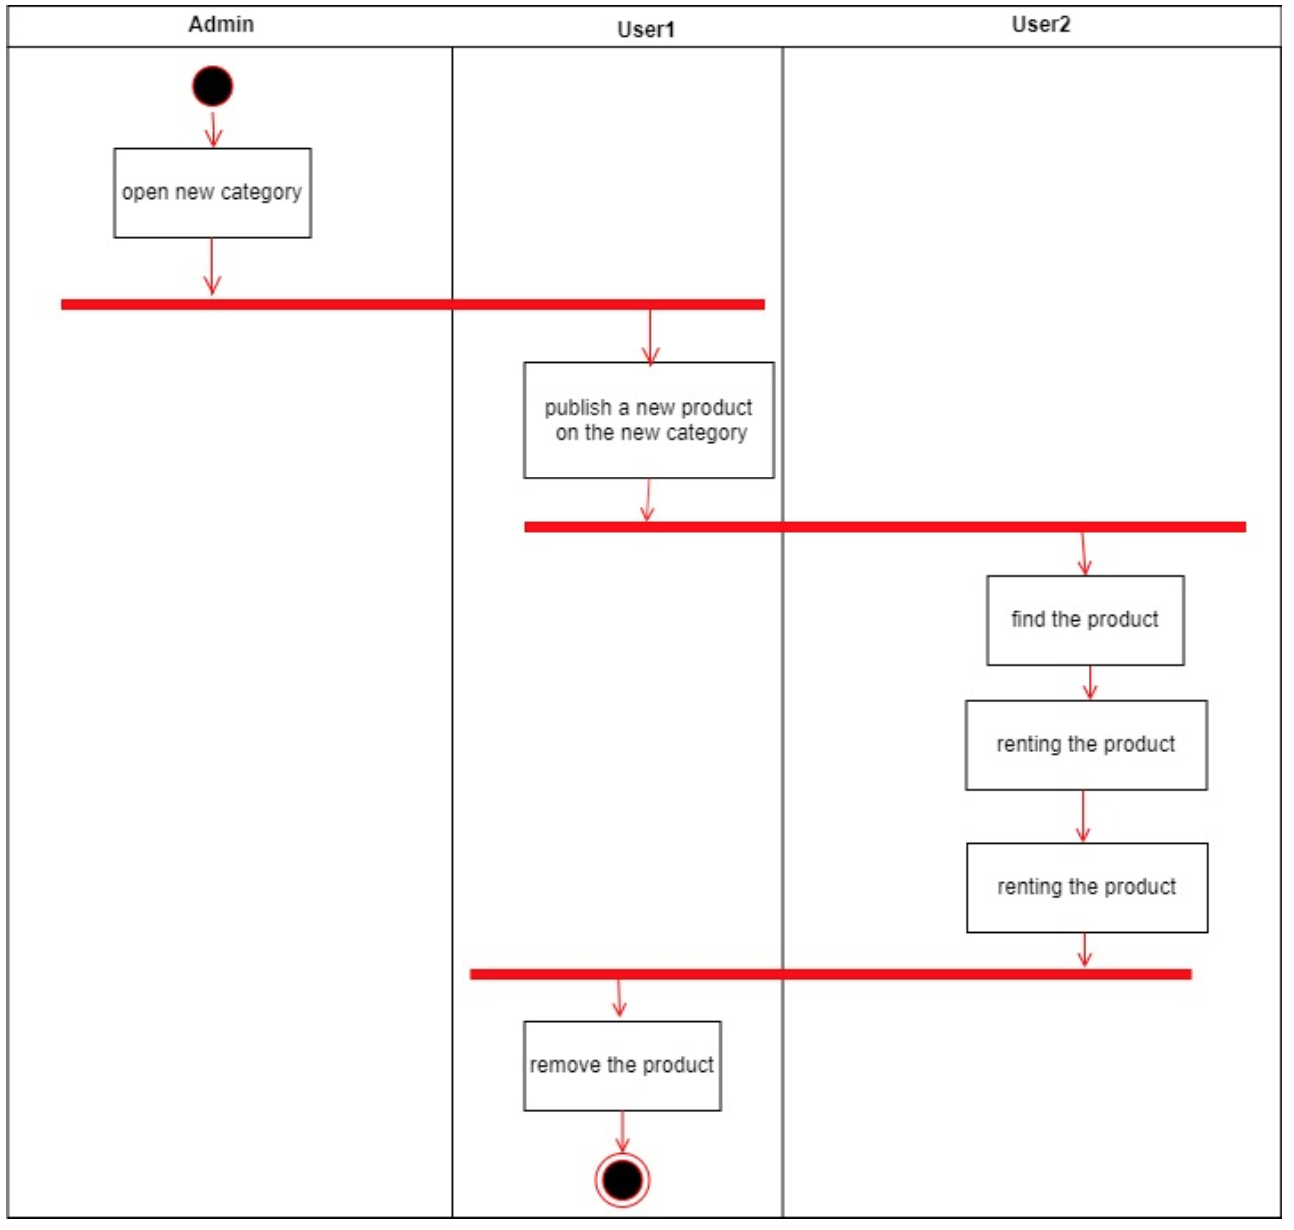 Admin
User1
User2
open new category
publish a new product
on the new category
find the product
renting the product
renting the product
remove the product